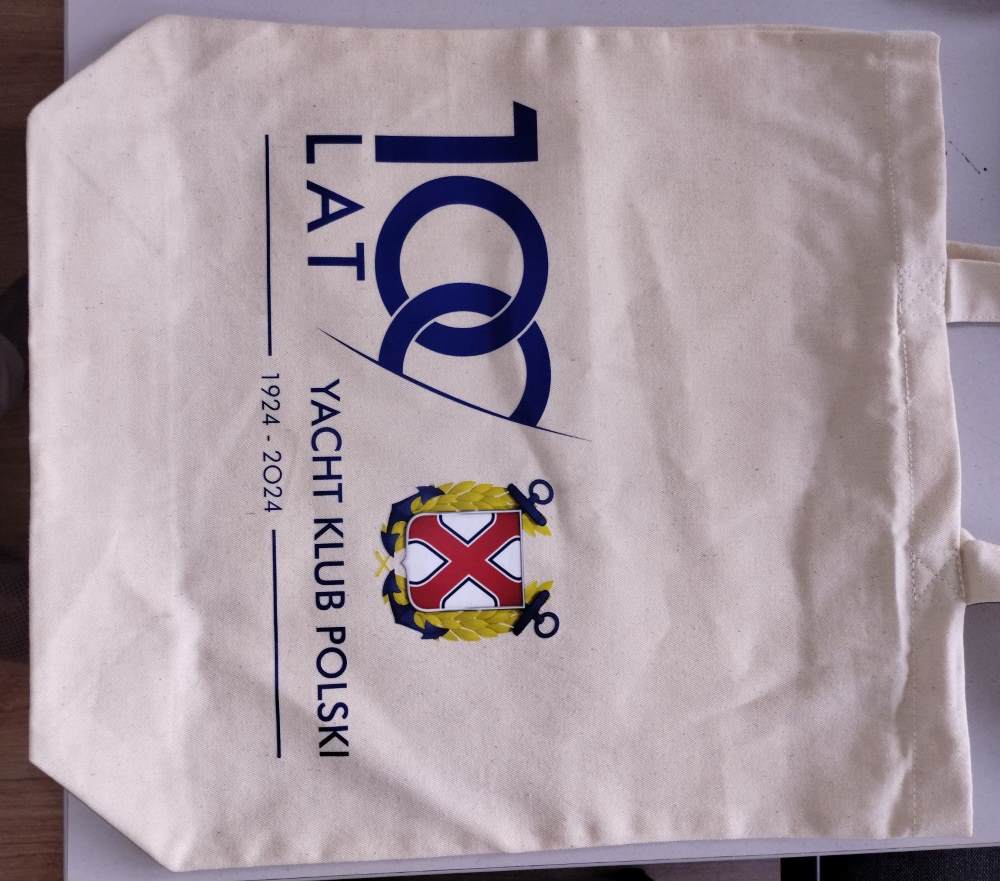 100
LAT
YACHT KLUB POLSKI
1924 - 2024